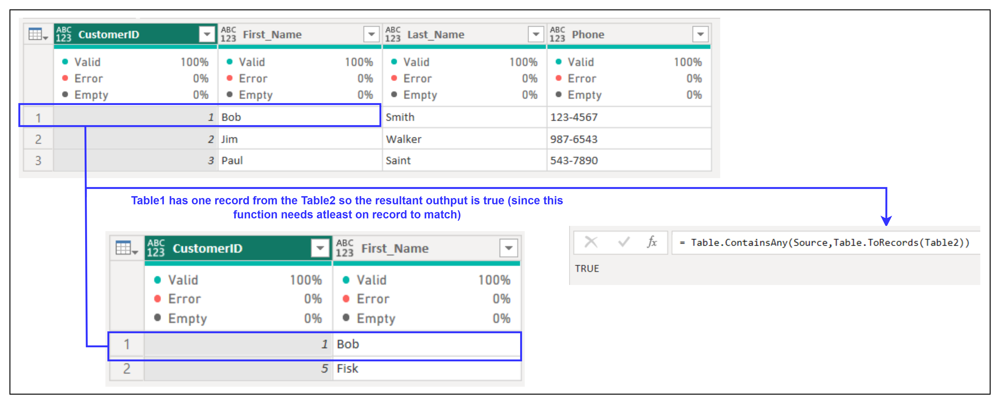 ABC 123 CustomerID ABC 123 First_Name ABC 123 Last_Name ABC 123 Phone
Valid 100% Valid 100% Valid 100% Valid 100%
Error 0% Error 0% Error 0% Error 0%
Empty 0% Empty 0% Empty 0% Empty 0%
1 1 Bob Smith 123-4567
2 2 Jim Walker 987-6543
3 3 Paul Saint 543-7890
Table1 has one record from the Table2 so the resultant outhput is true (since this
function needs atleast on record to match)
ABC 123 CustomerID ABC 123 First_Name
Valid 100% Valid 100%
Error 0% Error 0%
Empty 0% Empty 0%
1 1 Bob
2 5 Fisk
fx = Table.ContainsAny(Source,Table.ToRecords(Table2))
TRUE